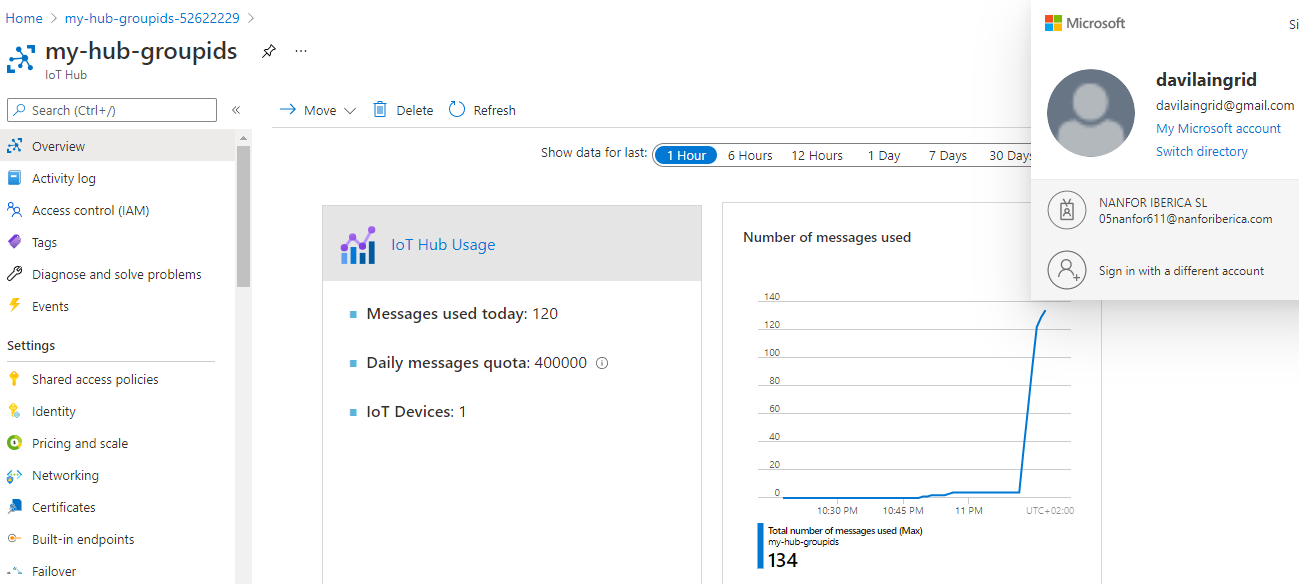 Home > my-hub-groupids-52622229 >
my-hub-groupids
IoT Hub
Search (Ctrl+/)
Overview
Activity log
Access control (IAM)
Tags
Diagnose and solve problems
Events
Settings
Shared access policies
Identity
Pricing and scale
Networking
Certificates
Built-in endpoints
Failover
Move
Delete
Refresh
Show data for last:
1 Hour
6 Hours
12 Hours
1 Day
7 Days
30 Days
IoT Hub Usage
Messages used today: 120
Daily messages quota: 400000
IoT Devices: 1
Number of messages used
140
120
100
80
60
40
20
0
10:30 PM
10:45 PM
11 PM
UTC+02:00
Total number of messages used (Max)
my-hub-groupids
134
Microsoft
Si
davilaingrid
davilaingrid@gmail.com
My Microsoft account
Switch directory
NANFOR IBERICA SL
05nanfor611@nanforiberica.com
Sign in with a different account